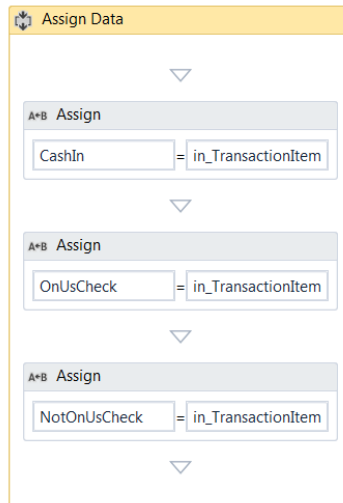 Assign Data
A+B Assign
CashIn = in_TransactionItem
A+B Assign
OnUsCheck = in_TransactionItem
A+B Assign
NotOnUsCheck = in_TransactionItem